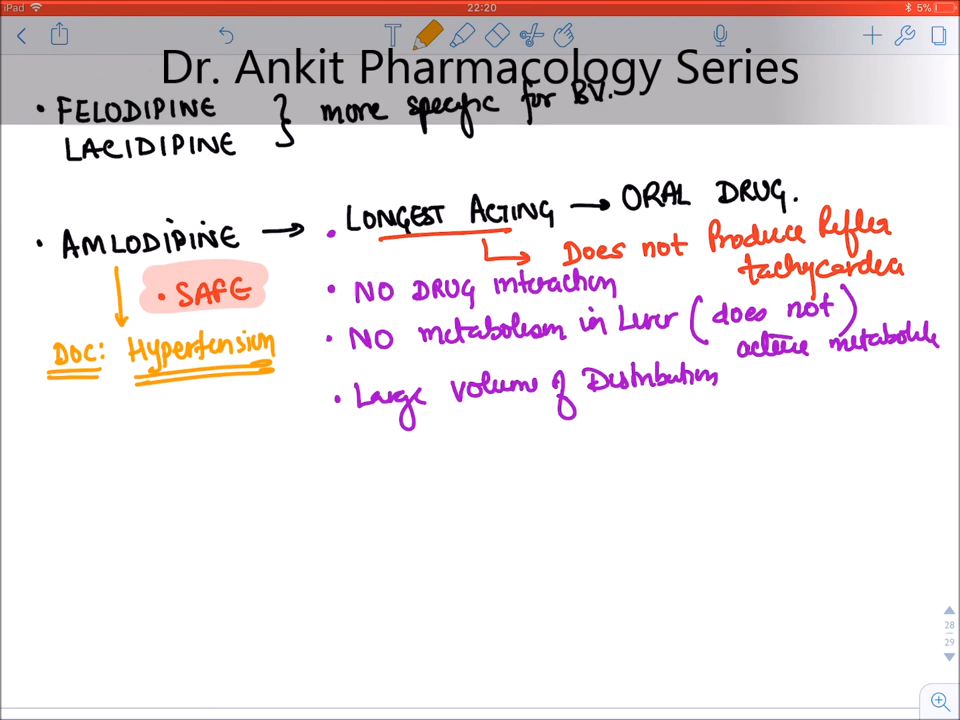 iPad 22:20 5%
Dr. Ankit Pharmacology Series
• FELODIPINE } more specific for BV.
LACIDIPINE
• AMLODIPINE → • LONGEST ACTING → ORAL DRUG.
→ Does not Produce Reflex
tachycardea
• SAFE
• NO DRUG interaction
DOC: Hypertension
• NO metabolism in Liver (does not)
active metabolite
• Large volume of Distribution
28
29